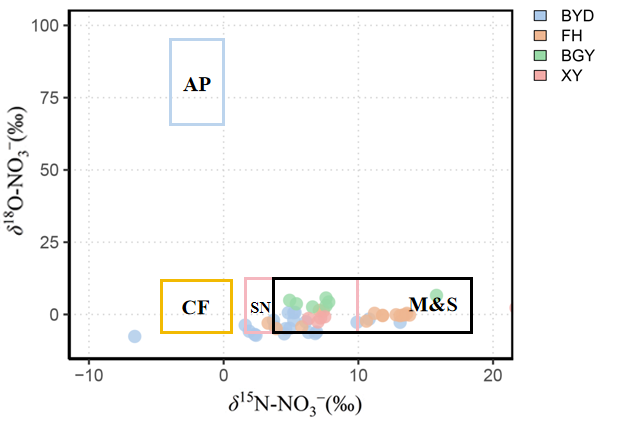 100
75
50
25
0
−10
0
10
20
δ¹⁸O-NO₃⁻(‰)
δ¹⁵N-NO₃⁻(‰)
AP
CF
SN
M&S
BYD
FH
BGY
XY